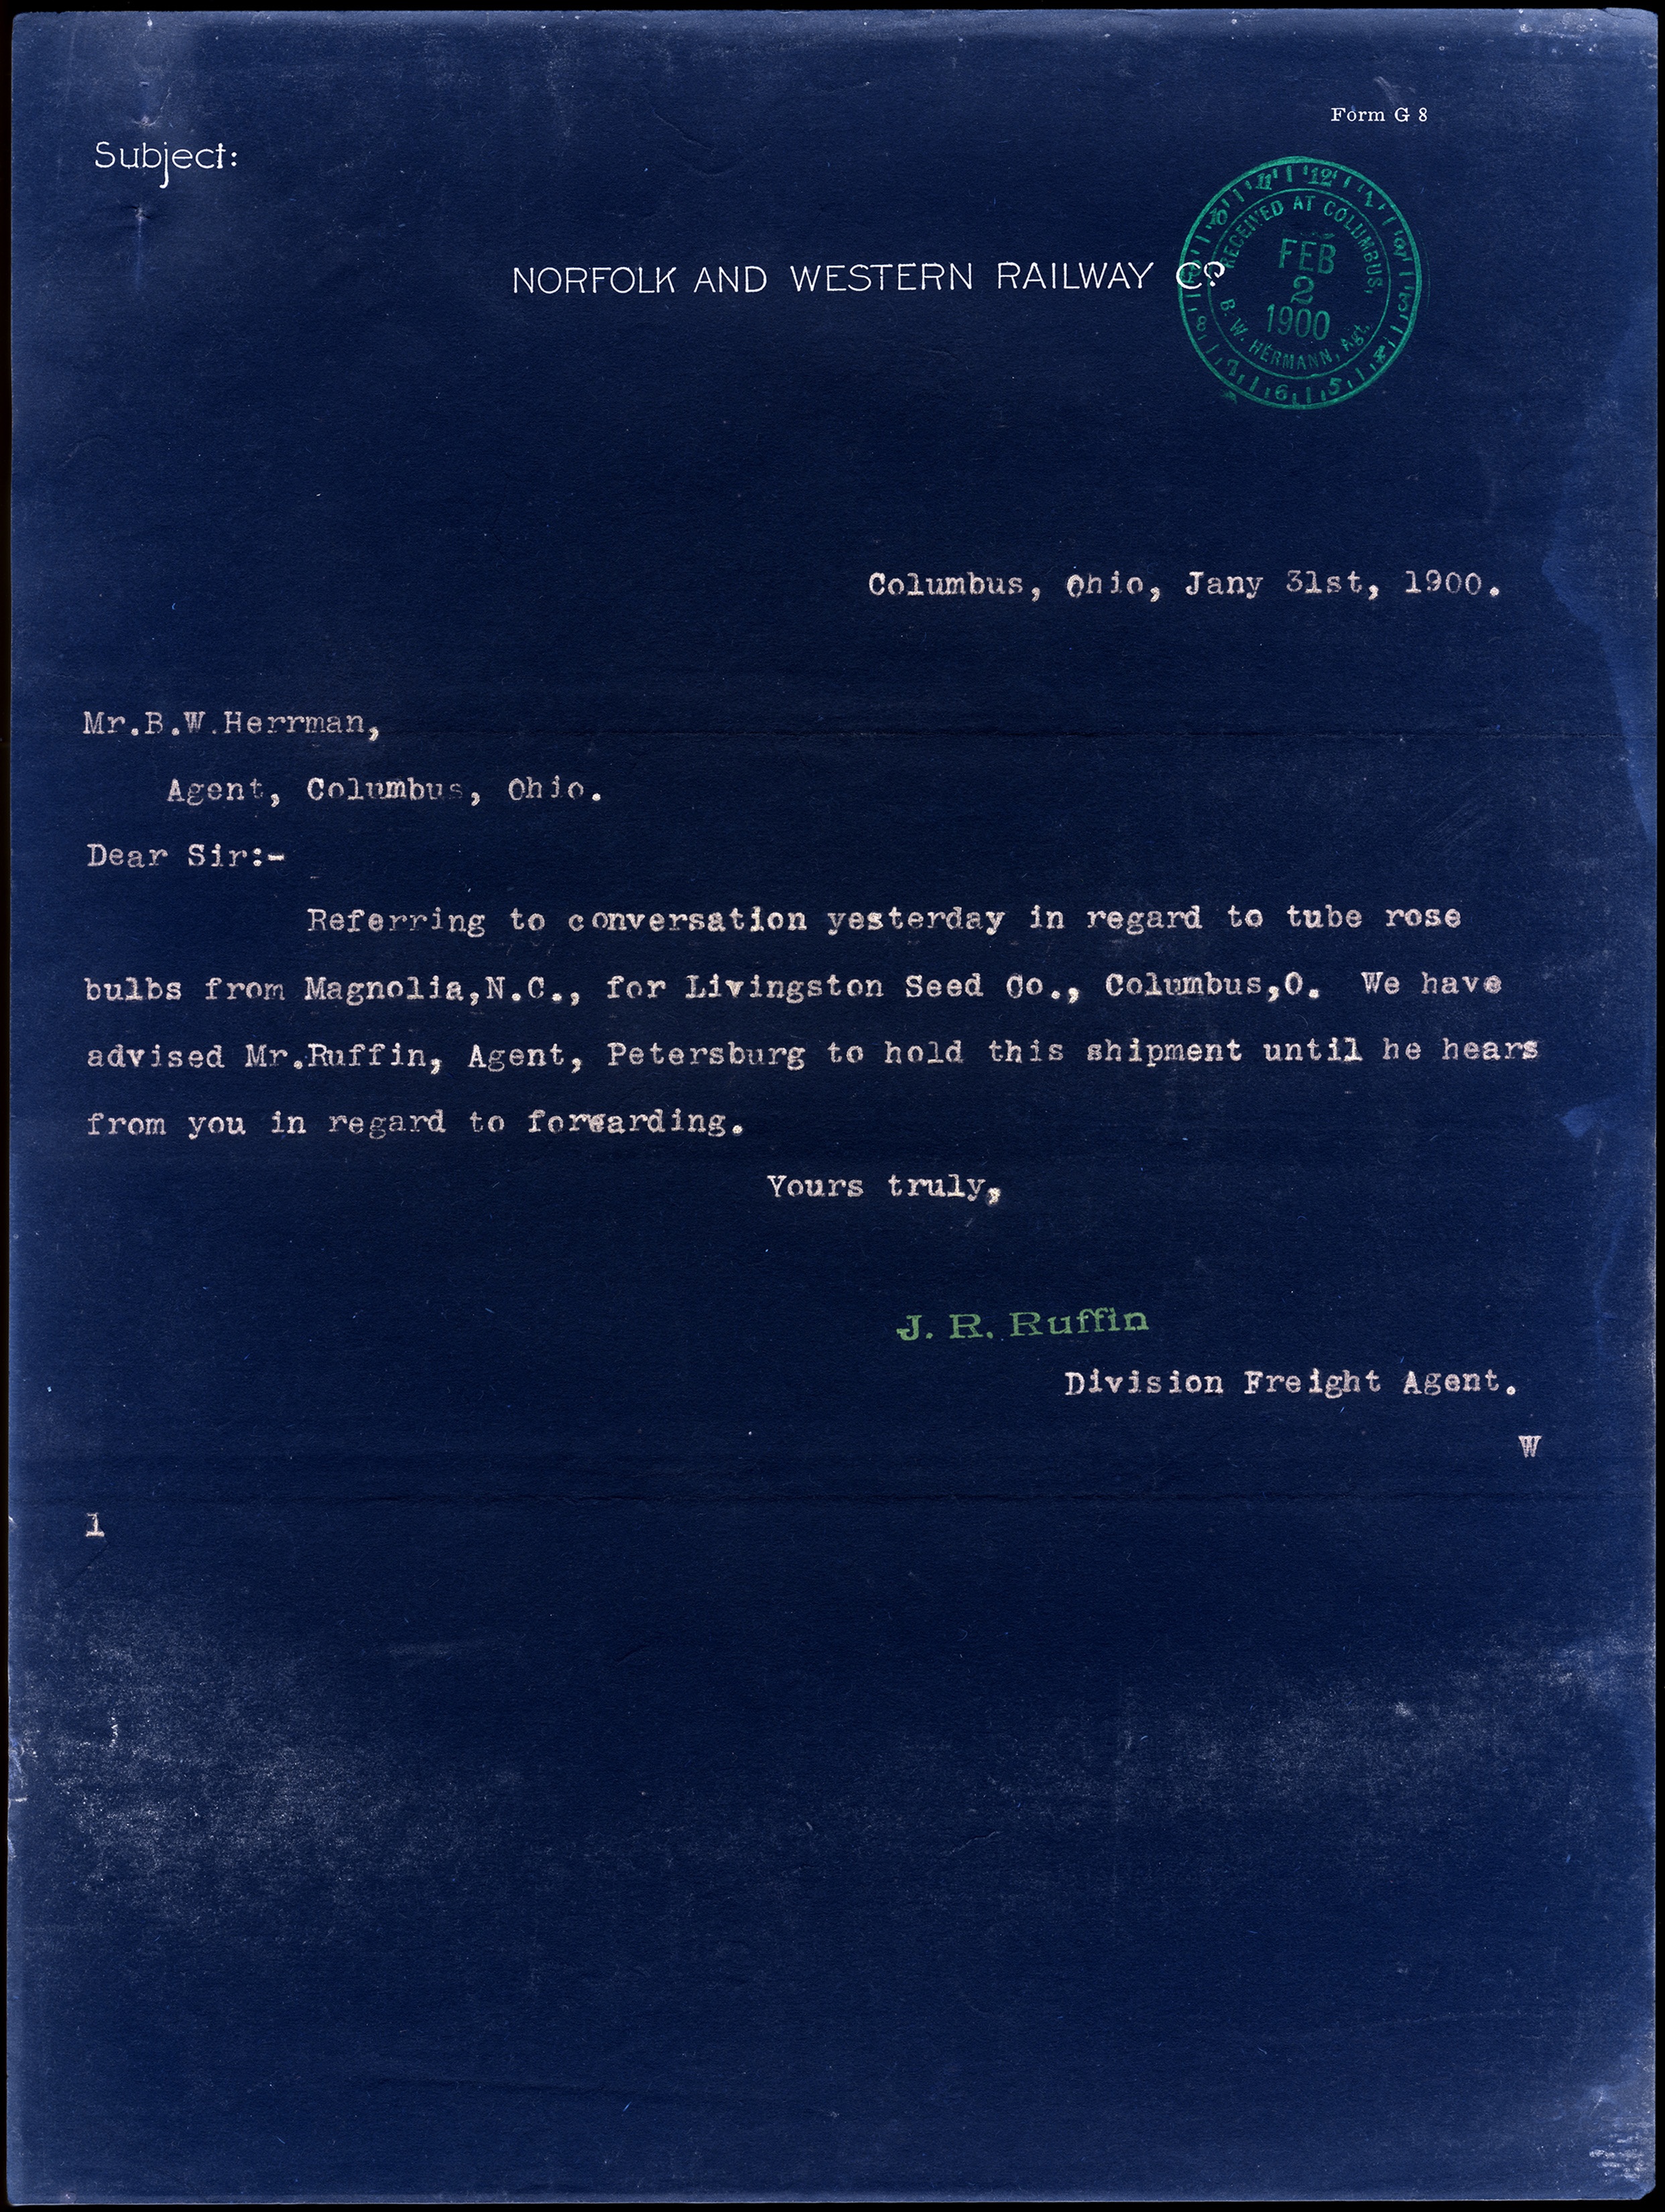 Form G 8
Subject:
NORFOLK AND WESTERN RAILWAY Co.
RECEIVED AT COLUMBUS,
FEB
2
1900
B. W. HERMANN, Agt.
11 12 1 2 3 4 5 6 7 8 9 10
Columbus, Ohio, Jany 31st, 1900.
Mr.B.W.Herrman,
Agent, Columbus, Ohio.
Dear Sir:-
Referring to conversation yesterday in regard to tube rose
bulbs from Magnolia,N.C., for Livingston Seed Co., Columbus,O. We have
advised Mr.Ruffin, Agent, Petersburg to hold this shipment until he hears
from you in regard to forwarding.
Yours truly,
J. R. Ruffin
Division Freight Agent.
W
1